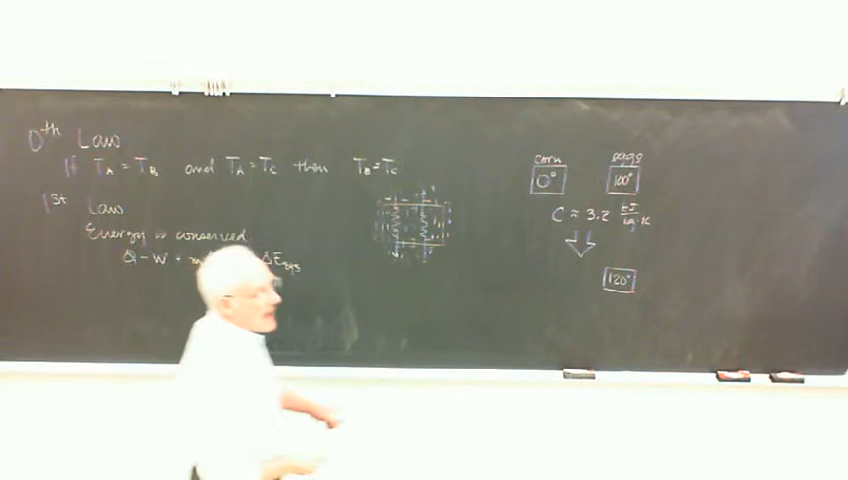 0th Law
If T_A = T_B and T_A = T_C then T_B = T_C
1st Law
Energy is conserved
Q - W + ΔE_sys
corn
0°
100°
C ≈ 3.2 kJ/kg·K
120°